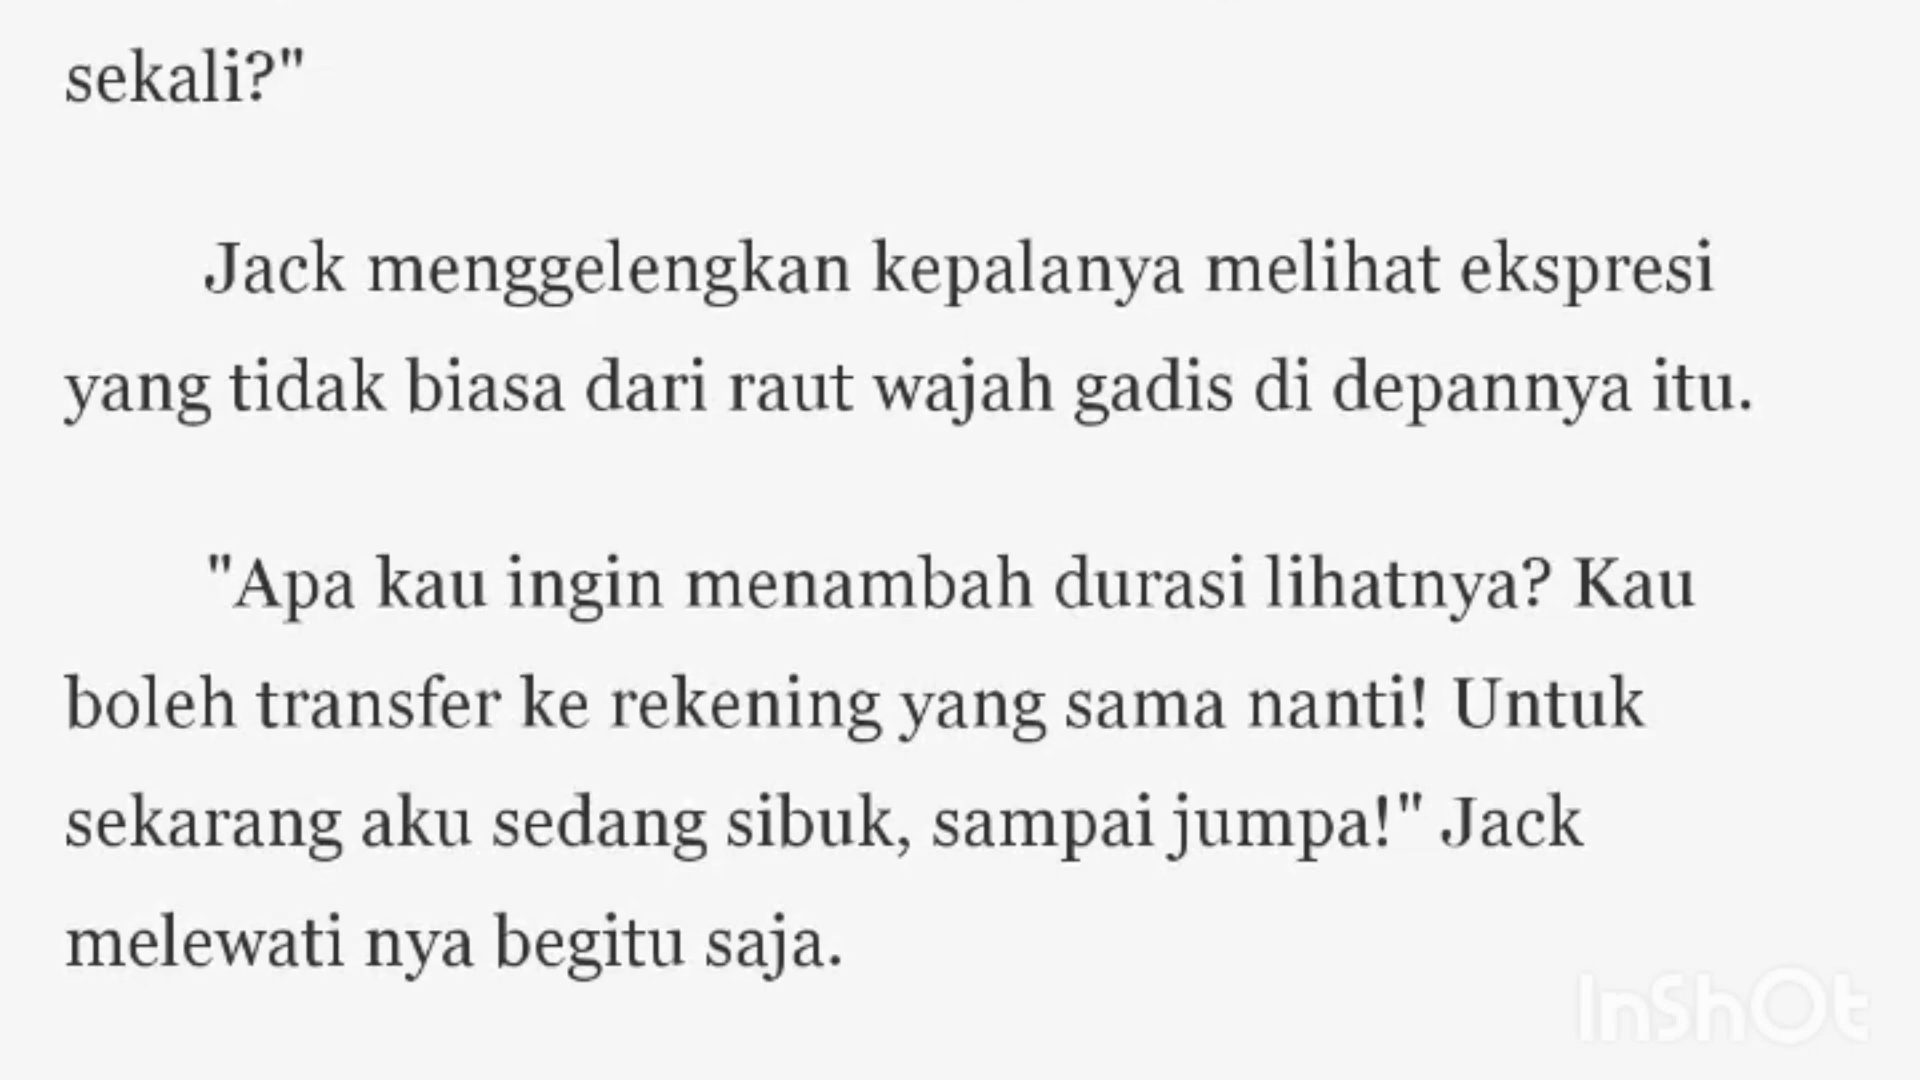 sekali?"
Jack menggelengkan kepalanya melihat ekspresi
yang tidak biasa dari raut wajah gadis di depannya itu.
"Apa kau ingin menambah durasi lihatnya? Kau
boleh transfer ke rekening yang sama nanti! Untuk
sekarang aku sedang sibuk, sampai jumpa!" Jack
melewati nya begitu saja.
InShOt